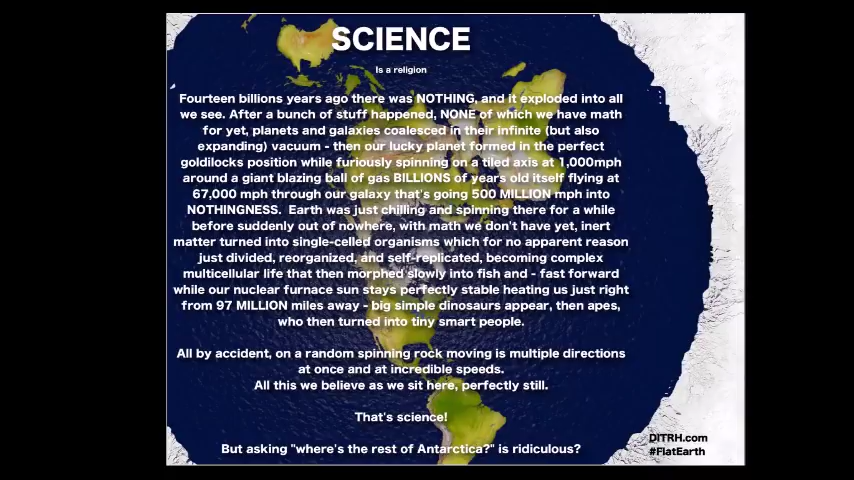 SCIENCE
Is a religion
Fourteen billions years ago there was NOTHING, and it exploded into all
we see. After a bunch of stuff happened, NONE of which we have math
for yet, planets and galaxies coalesced in their infinite (but also
expanding) vacuum - then our lucky planet formed in the perfect
goldilocks position while furiously spinning on a tiled axis at 1,000mph
around a giant blazing ball of gas BILLIONS of years old itself flying at
67,000 mph through our galaxy that's going 500 MILLION mph into
NOTHINGNESS. Earth was just chilling and spinning there for a while
before suddenly out of nowhere, with math we don't have yet, inert
matter turned into single-celled organisms which for no apparent reason
just divided, reorganized, and self-replicated, becoming complex
multicellular life that then morphed slowly into fish and - fast forward
while our nuclear furnace sun stays perfectly stable heating us just right
from 97 MILLION miles away - big simple dinosaurs appear, then apes,
who then turned into tiny smart people.
All by accident, on a random spinning rock moving is multiple directions
at once and at incredible speeds.
All this we believe as we sit here, perfectly still.
That's science!
But asking "where's the rest of Antarctica?" is ridiculous?
DITRH.com
#FlatEarth